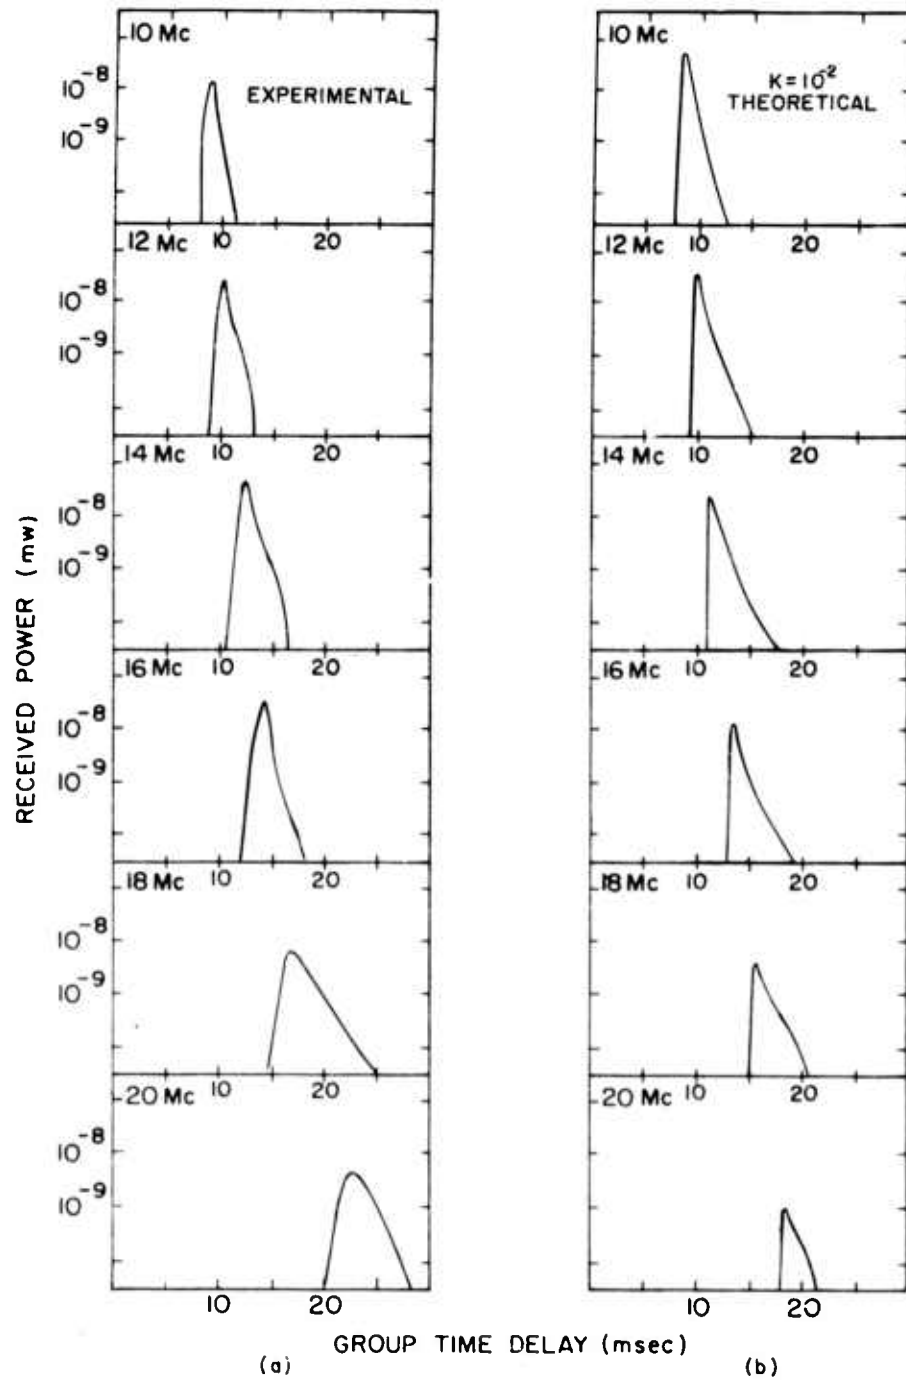 10 Mc
EXPERIMENTAL
10⁻⁸
10⁻⁹
10 20
12 Mc
10⁻⁸
10⁻⁹
10 20
14 Mc
10⁻⁸
10⁻⁹
10 20
16 Mc
10⁻⁸
10⁻⁹
10 20
18 Mc
10⁻⁸
10⁻⁹
10 20
20 Mc
10⁻⁸
10⁻⁹
10 20
RECEIVED POWER (mw)
10 Mc
K=10⁻²
THEORETICAL
10 20
12 Mc
10 20
14 Mc
10 20
16 Mc
10 20
18 Mc
10 20
20 Mc
10 20
GROUP TIME DELAY (msec)
(a) (b)